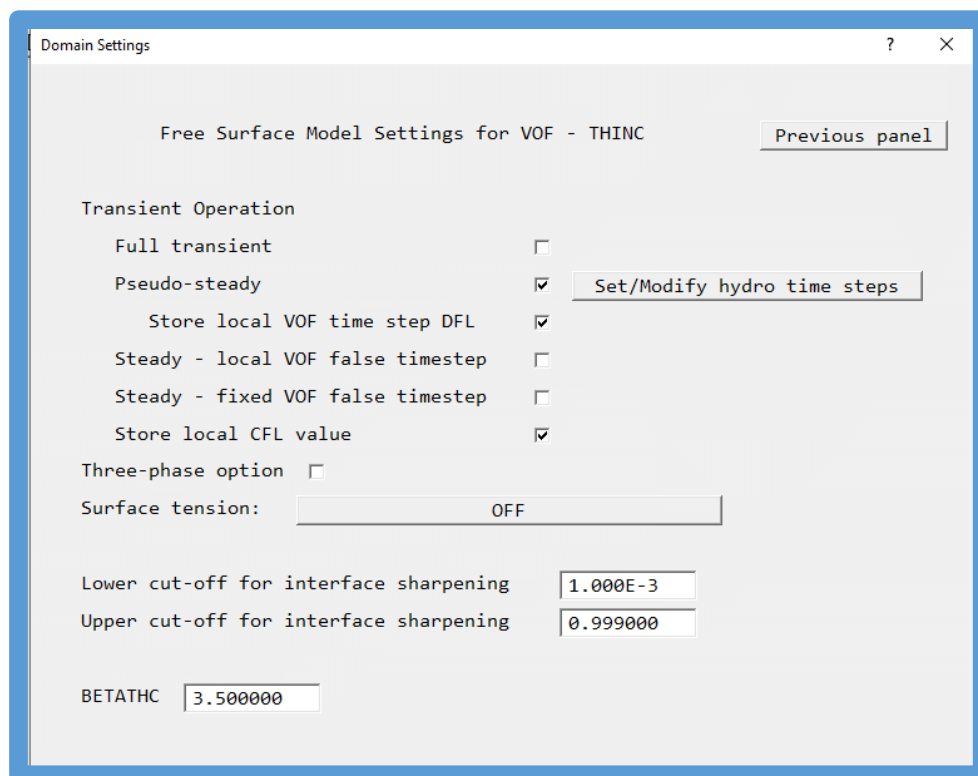 Domain Settings ?
Free Surface Model Settings for VOF - THINC Previous panel
Transient Operation
Full transient
Pseudo-steady Set/Modify hydro time steps
Store local VOF time step DFL
Steady - local VOF false timestep
Steady - fixed VOF false timestep
Store local CFL value
Three-phase option
Surface tension: OFF
Lower cut-off for interface sharpening 1.000E-3
Upper cut-off for interface sharpening 0.999000
BETATHC 3.500000